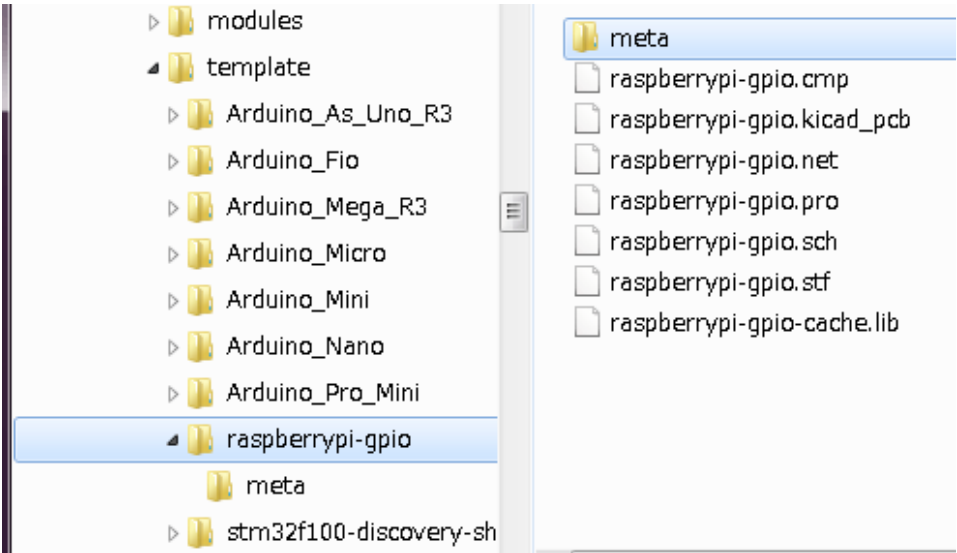 modules
template
Arduino_As_Uno_R3
Arduino_Fio
Arduino_Mega_R3
Arduino_Micro
Arduino_Mini
Arduino_Nano
Arduino_Pro_Mini
raspberrypi-gpio
meta
stm32f100-discovery-sh
meta
raspberrypi-gpio.cmp
raspberrypi-gpio.kicad_pcb
raspberrypi-gpio.net
raspberrypi-gpio.pro
raspberrypi-gpio.sch
raspberrypi-gpio.stf
raspberrypi-gpio-cache.lib